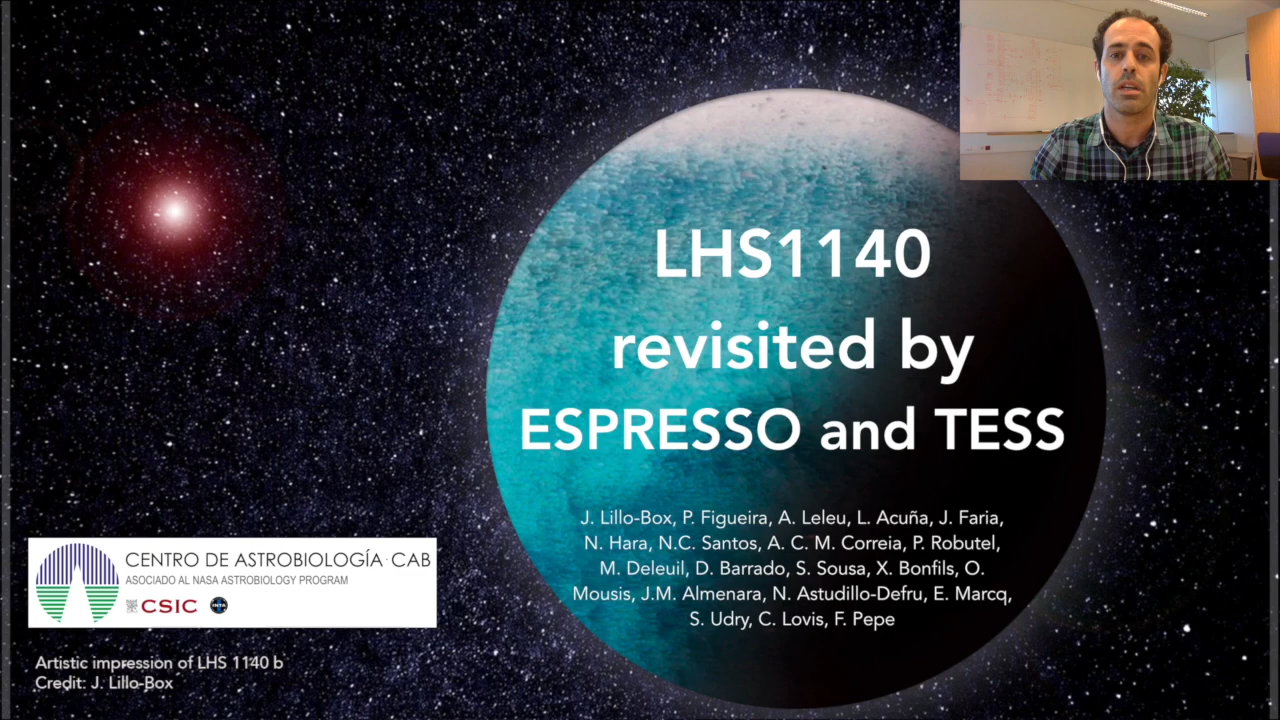 LHS1140
revisited by
ESPRESSO and TESS
J. Lillo-Box, P. Figueira, A. Leleu, L. Acuña, J. Faria,
N. Hara, N.C. Santos, A. C. M. Correia, P. Robutel,
M. Deleuil, D. Barrado, S. Sousa, X. Bonfils, O.
Mousis, J.M. Almenara, N. Astudillo-Defru, E. Marcq,
S. Udry, C. Lovis, F. Pepe
CENTRO DE ASTROBIOLOGÍA · CAB
ASOCIADO AL NASA ASTROBIOLOGY PROGRAM
CSIC INTA
Artistic impression of LHS 1140 b
Credit: J. Lillo-Box